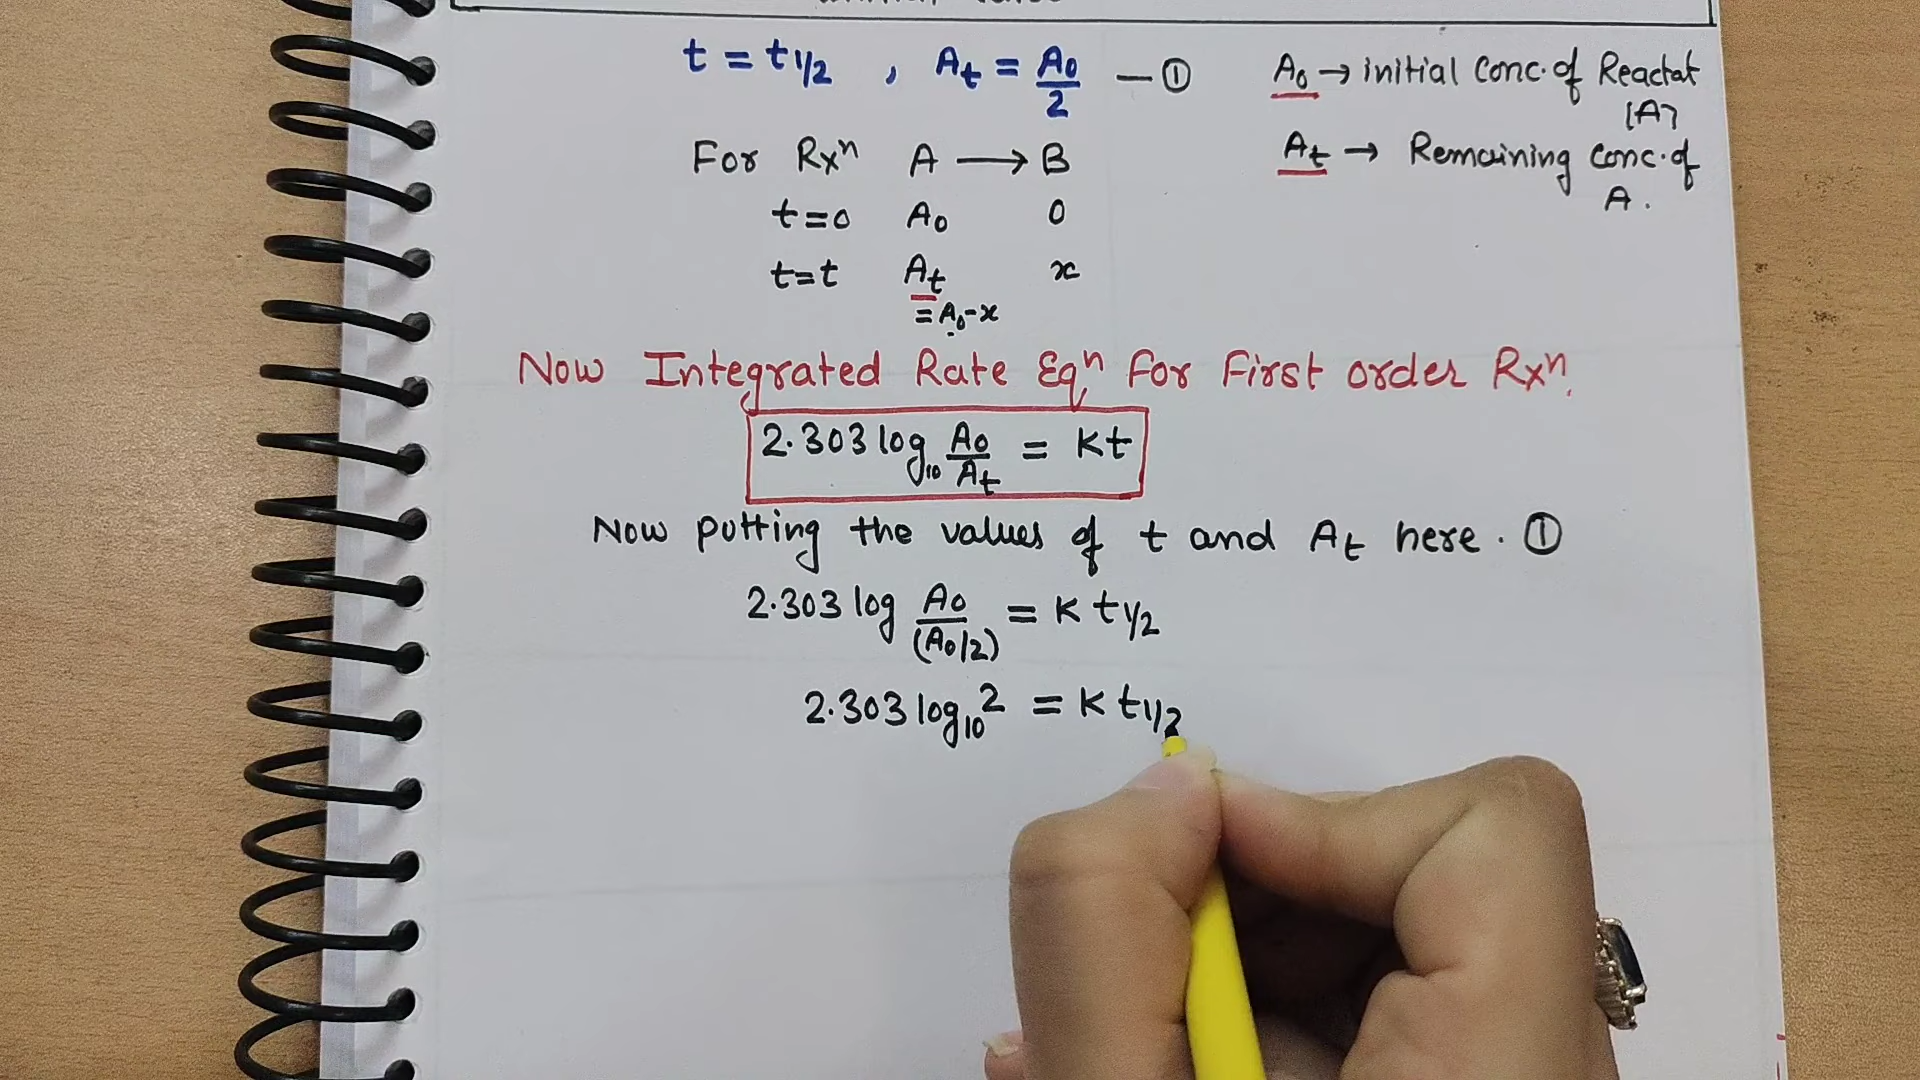 t = t1/2 , At = A0/2 — ①
A0 → initial Conc. of Reactat [A]
For Rxⁿ A ⟶ B
At → Remaining Conc. of A.
t=0 A0 0
t=t At x
= A0-x
Now Integrated Rate Eqⁿ For First order Rxⁿ.
2.303 log10 A0/At = Kt
Now putting the values of t and At here. ①
2.303 log A0/(A0/2) = K t1/2
2.303 log10 2 = K t1/2